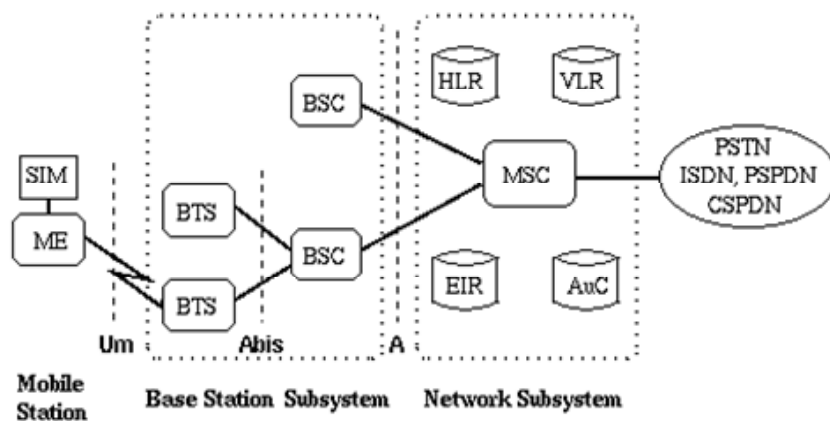 HLR
VLR
BSC
PSTN
ISDN, PSPDN
CSPDN
MSC
SIM
ME
BTS
BSC
BTS
EIR
AuC
Um
Abis
A
Mobile
Station
Base Station Subsystem
Network Subsystem